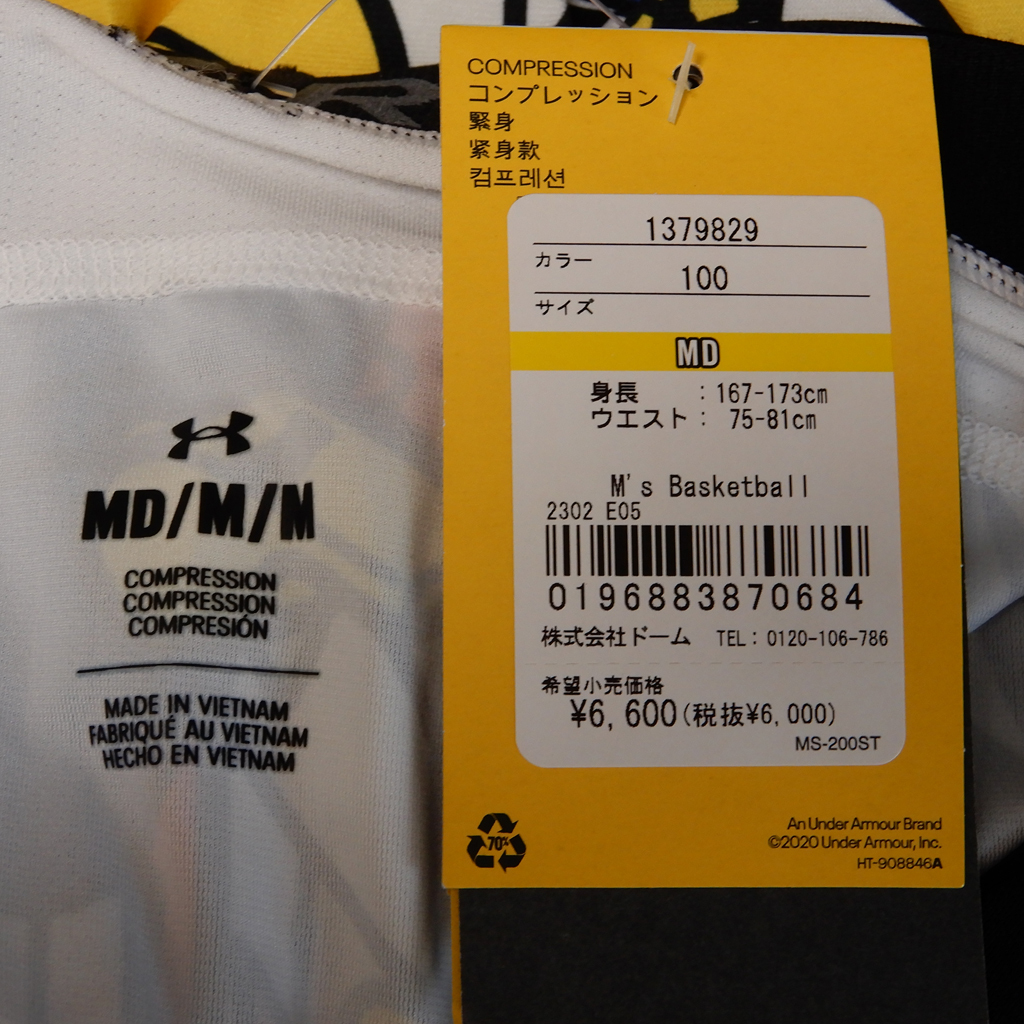 MD/M/M
COMPRESSION
COMPRESSION
COMPRESIÓN
MADE IN VIETNAM
FABRIQUÉ AU VIETNAM
HECHO EN VIETNAM
COMPRESSION
コンプレッション
緊身
紧身款
컴프레션
1379829
カラー
100
サイズ
MD
身長 : 167-173cm
ウエスト : 75-81cm
M's Basketball
2302 E05
0196883870684
株式会社ドーム TEL: 0120-106-786
希望小売価格
¥6,600(税抜¥6,000)
MS-200ST
70%
An Under Armour Brand
©2020 Under Armour, Inc.
HT-908846A